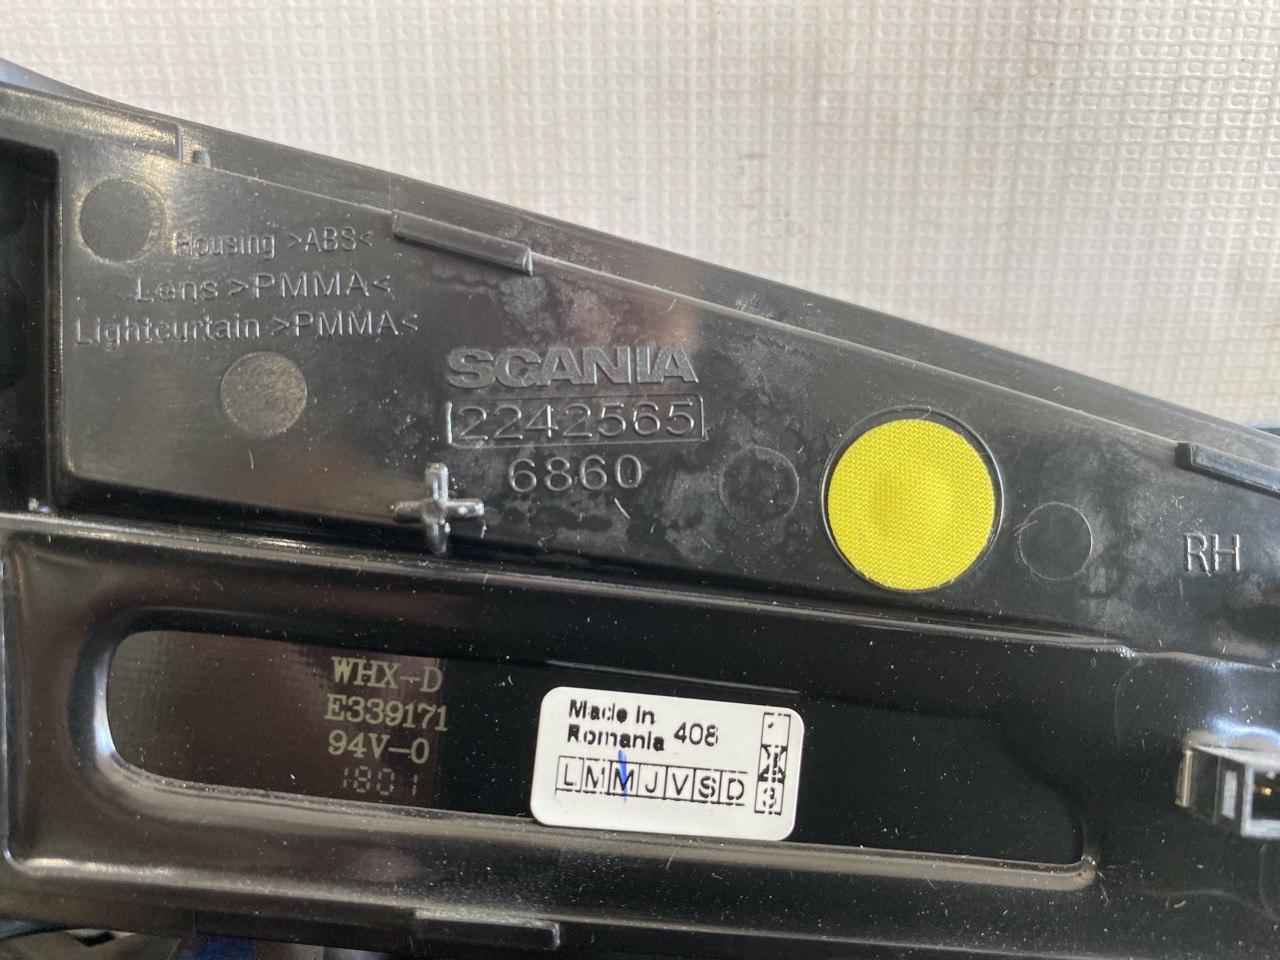 Housing >ABS<
Lens >PMMA<
Lightcurtain >PMMA<
SCANIA
2242565
6860
RH
WHX-D
E339171
94V-0
1801
Made in
Romania 408
L M M J V S D